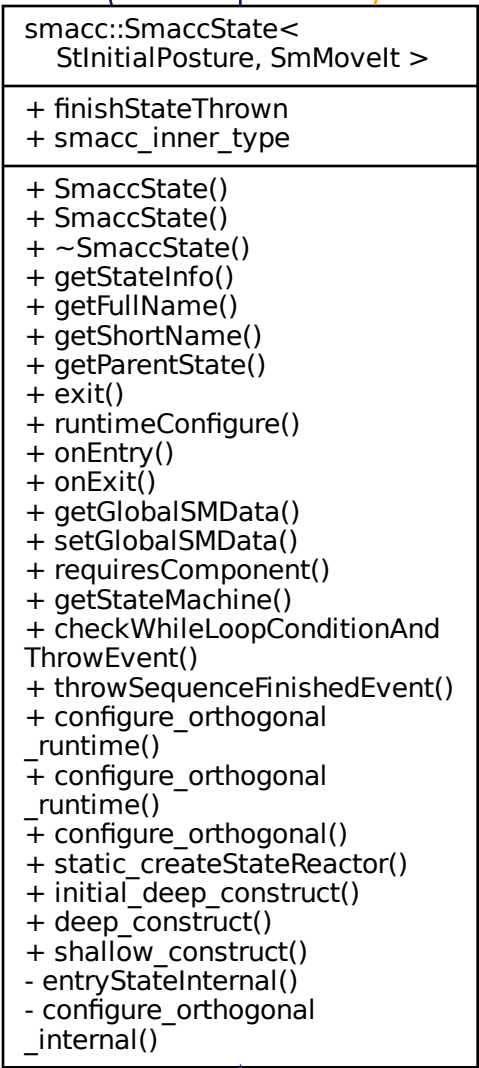 smacc::SmaccState<
StInitialPosture, SmMoveIt >
+ finishStateThrown
+ smacc_inner_type
+ SmaccState()
+ SmaccState()
+ ~SmaccState()
+ getStateInfo()
+ getFullName()
+ getShortName()
+ getParentState()
+ exit()
+ runtimeConfigure()
+ onEntry()
+ onExit()
+ getGlobalSMData()
+ setGlobalSMData()
+ requiresComponent()
+ getStateMachine()
+ checkWhileLoopConditionAnd
ThrowEvent()
+ throwSequenceFinishedEvent()
+ configure_orthogonal
_runtime()
+ configure_orthogonal
_runtime()
+ configure_orthogonal()
+ static_createStateReactor()
+ initial_deep_construct()
+ deep_construct()
+ shallow_construct()
- entryStateInternal()
- configure_orthogonal
_internal()